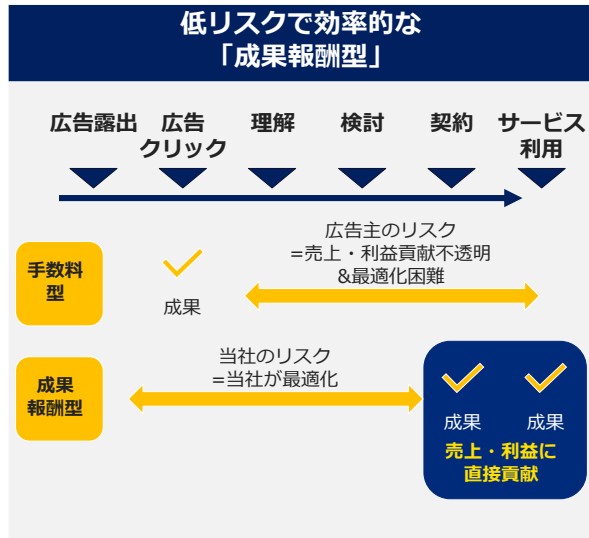 低リスクで効率的な
「成果報酬型」
広告露出
広告
クリック
理解
検討
契約
サービス
利用
手数料
型
成果
広告主のリスク
=売上・利益貢献不透明
&最適化困難
成果
報酬型
当社のリスク
=当社が最適化
成果
成果
売上・利益に
直接貢献